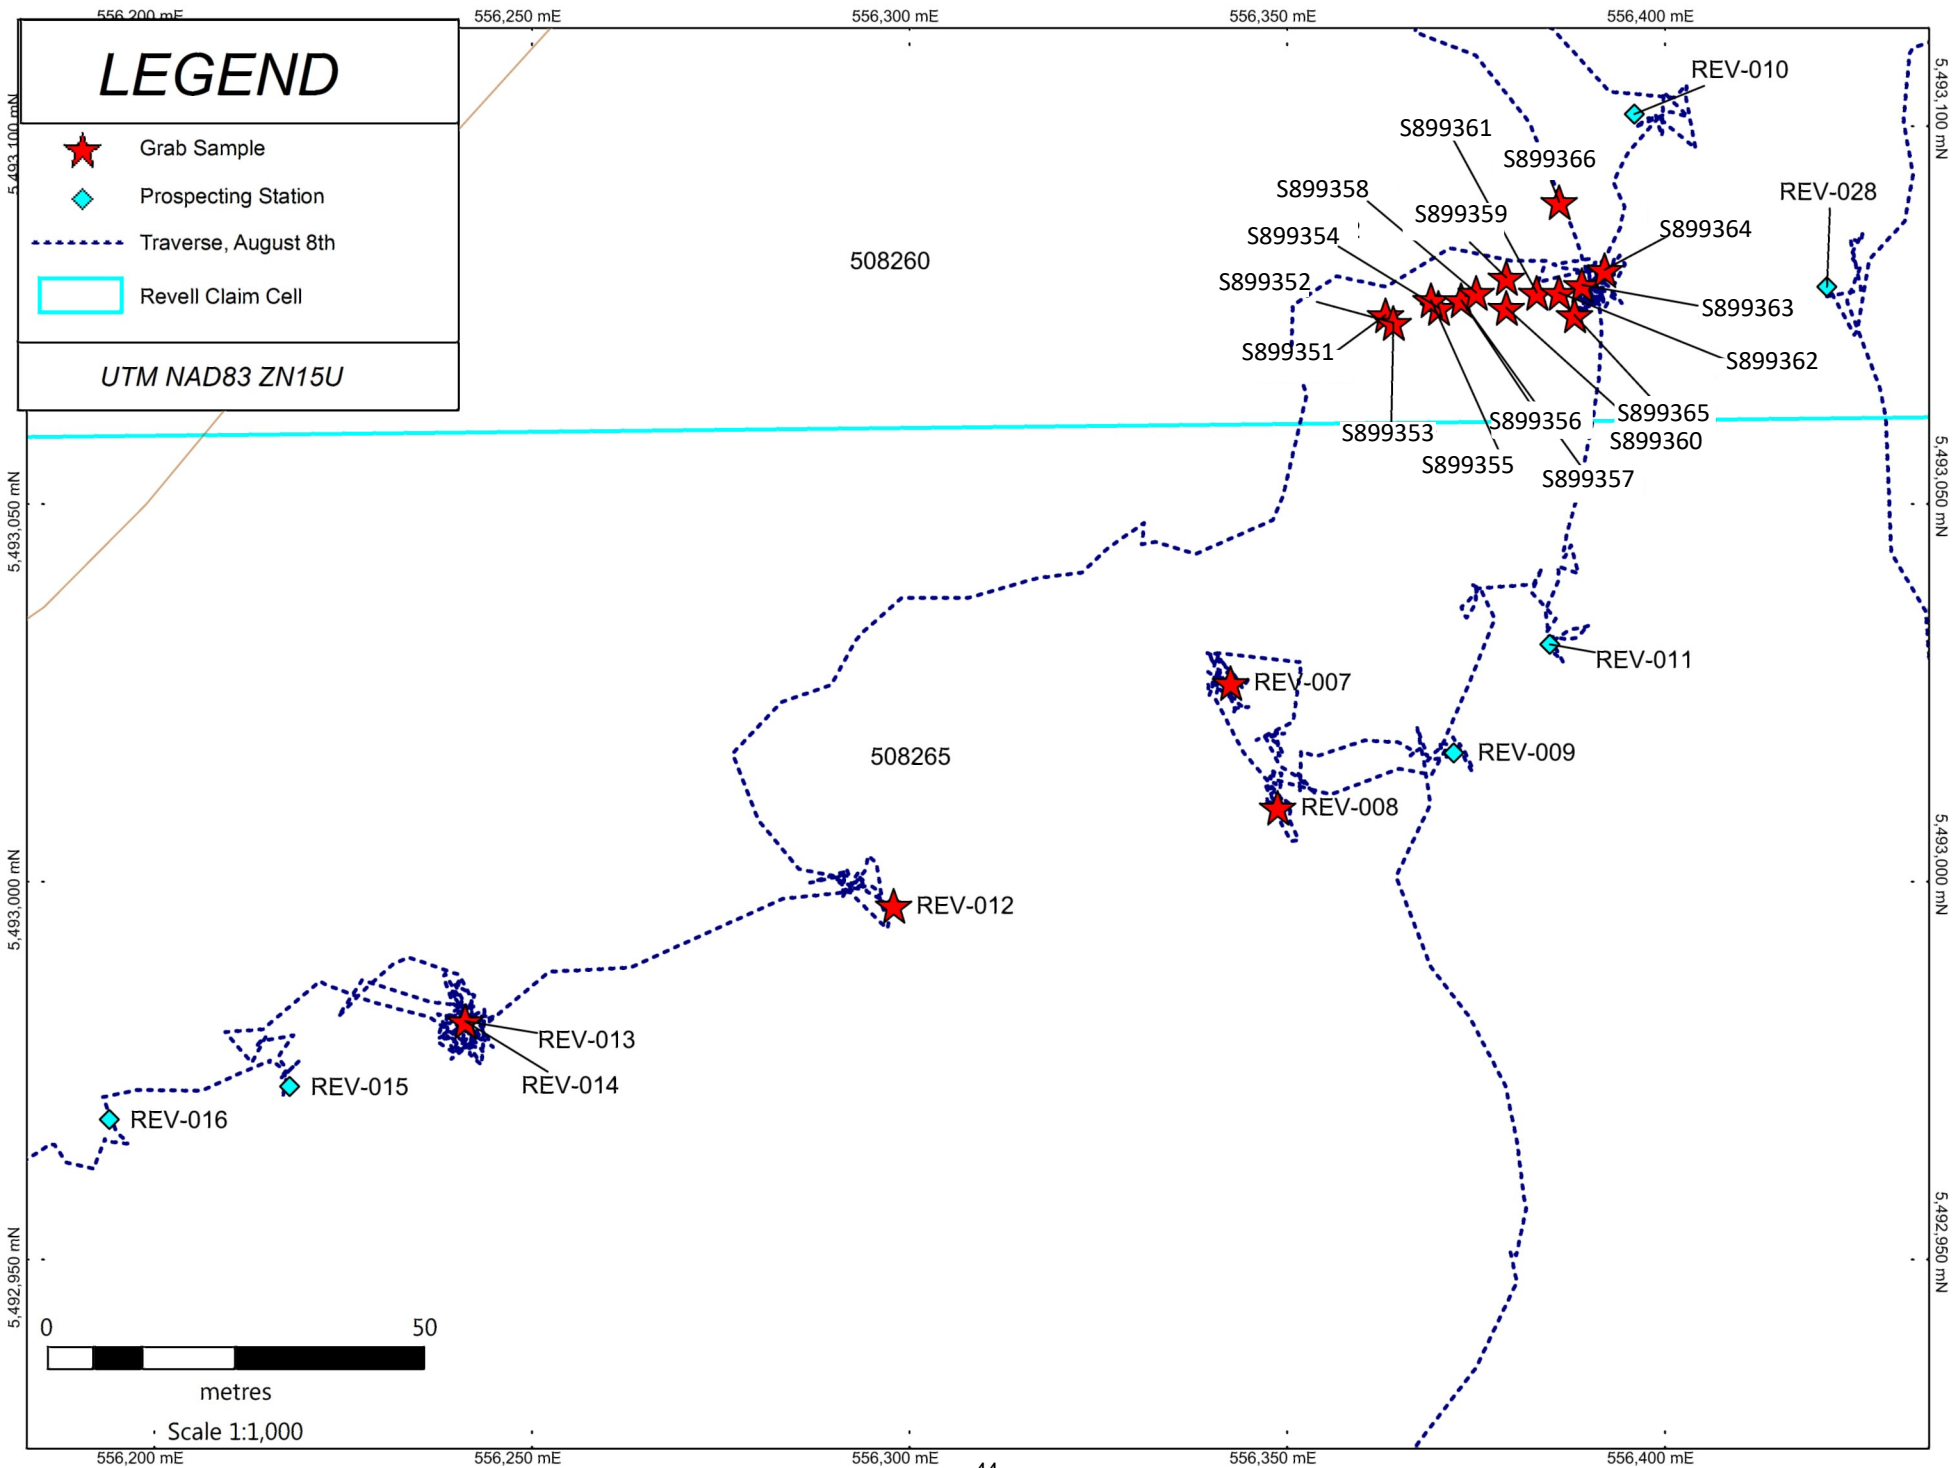 556,200 mE
556,250 mE
556,300 mE
556,350 mE
556,400 mE
LEGEND
Grab Sample
Prospecting Station
Traverse, August 8th
Revell Claim Cell
UTM NAD83 ZN15U
5,493,100 mN
5,493,100 mN
REV-010
S899361
S899366
S899358
REV-028
S899359
S899354
S899364
508260
S899352
S899363
S899351
S899362
S899365
S899356
S899353
S899360
S899355
S899357
5,493,050 mN
5,493,050 mN
REV-011
REV-007
508265
REV-009
REV-008
5,493,000 mN
5,493,000 mN
REV-012
REV-013
REV-014
REV-015
REV-016
5,492,950 mN
5,492,950 mN
0 50
metres
Scale 1:1,000
556,200 mE
556,250 mE
556,300 mE
556,350 mE
556,400 mE